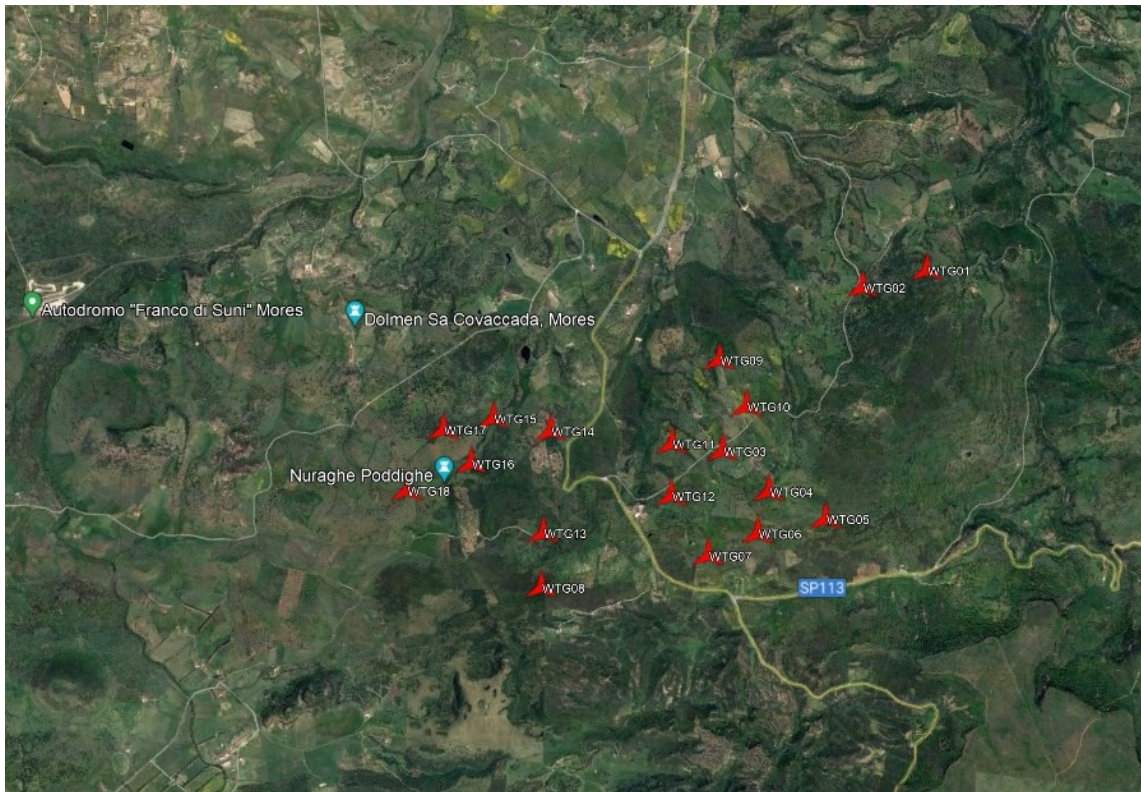 WTG01
WTG02
Autodromo "Franco di Suni" Mores
Dolmen Sa Covaccada, Mores
WTG09
WTG10
WTG15
WTG17
WTG14
WTG11
WTG03
WTG16
Nuraghe Poddighe
WTG18
WTG04
WTG12
WTG05
WTG13
WTG06
WTG07
WTG08
SP113